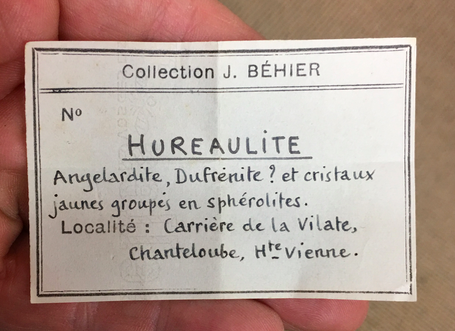 Collection J. BÉHIER
No
HUREAULITE
Angelardite, Dufrénite ? et cristaux
jaunes groupés en sphérolites.
Localité : Carrière de la Vilate,
Chanteloube, Hte Vienne.